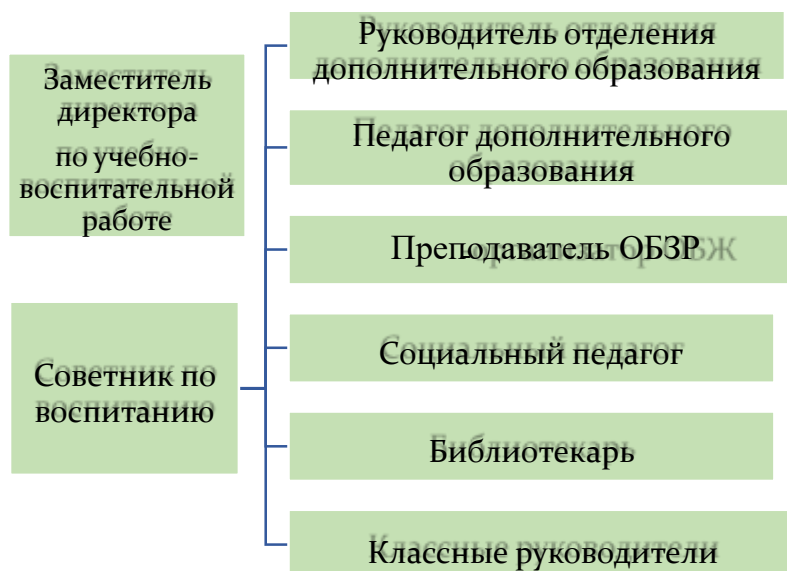 Заместитель
директора
по учебно-
воспитательной
работе
Советник по
воспитанию
Руководитель отделения
дополнительного образования
Педагог дополнительного
образования
Преподаватель ОБЗР
Социальный педагог
Библиотекарь
Классные руководители